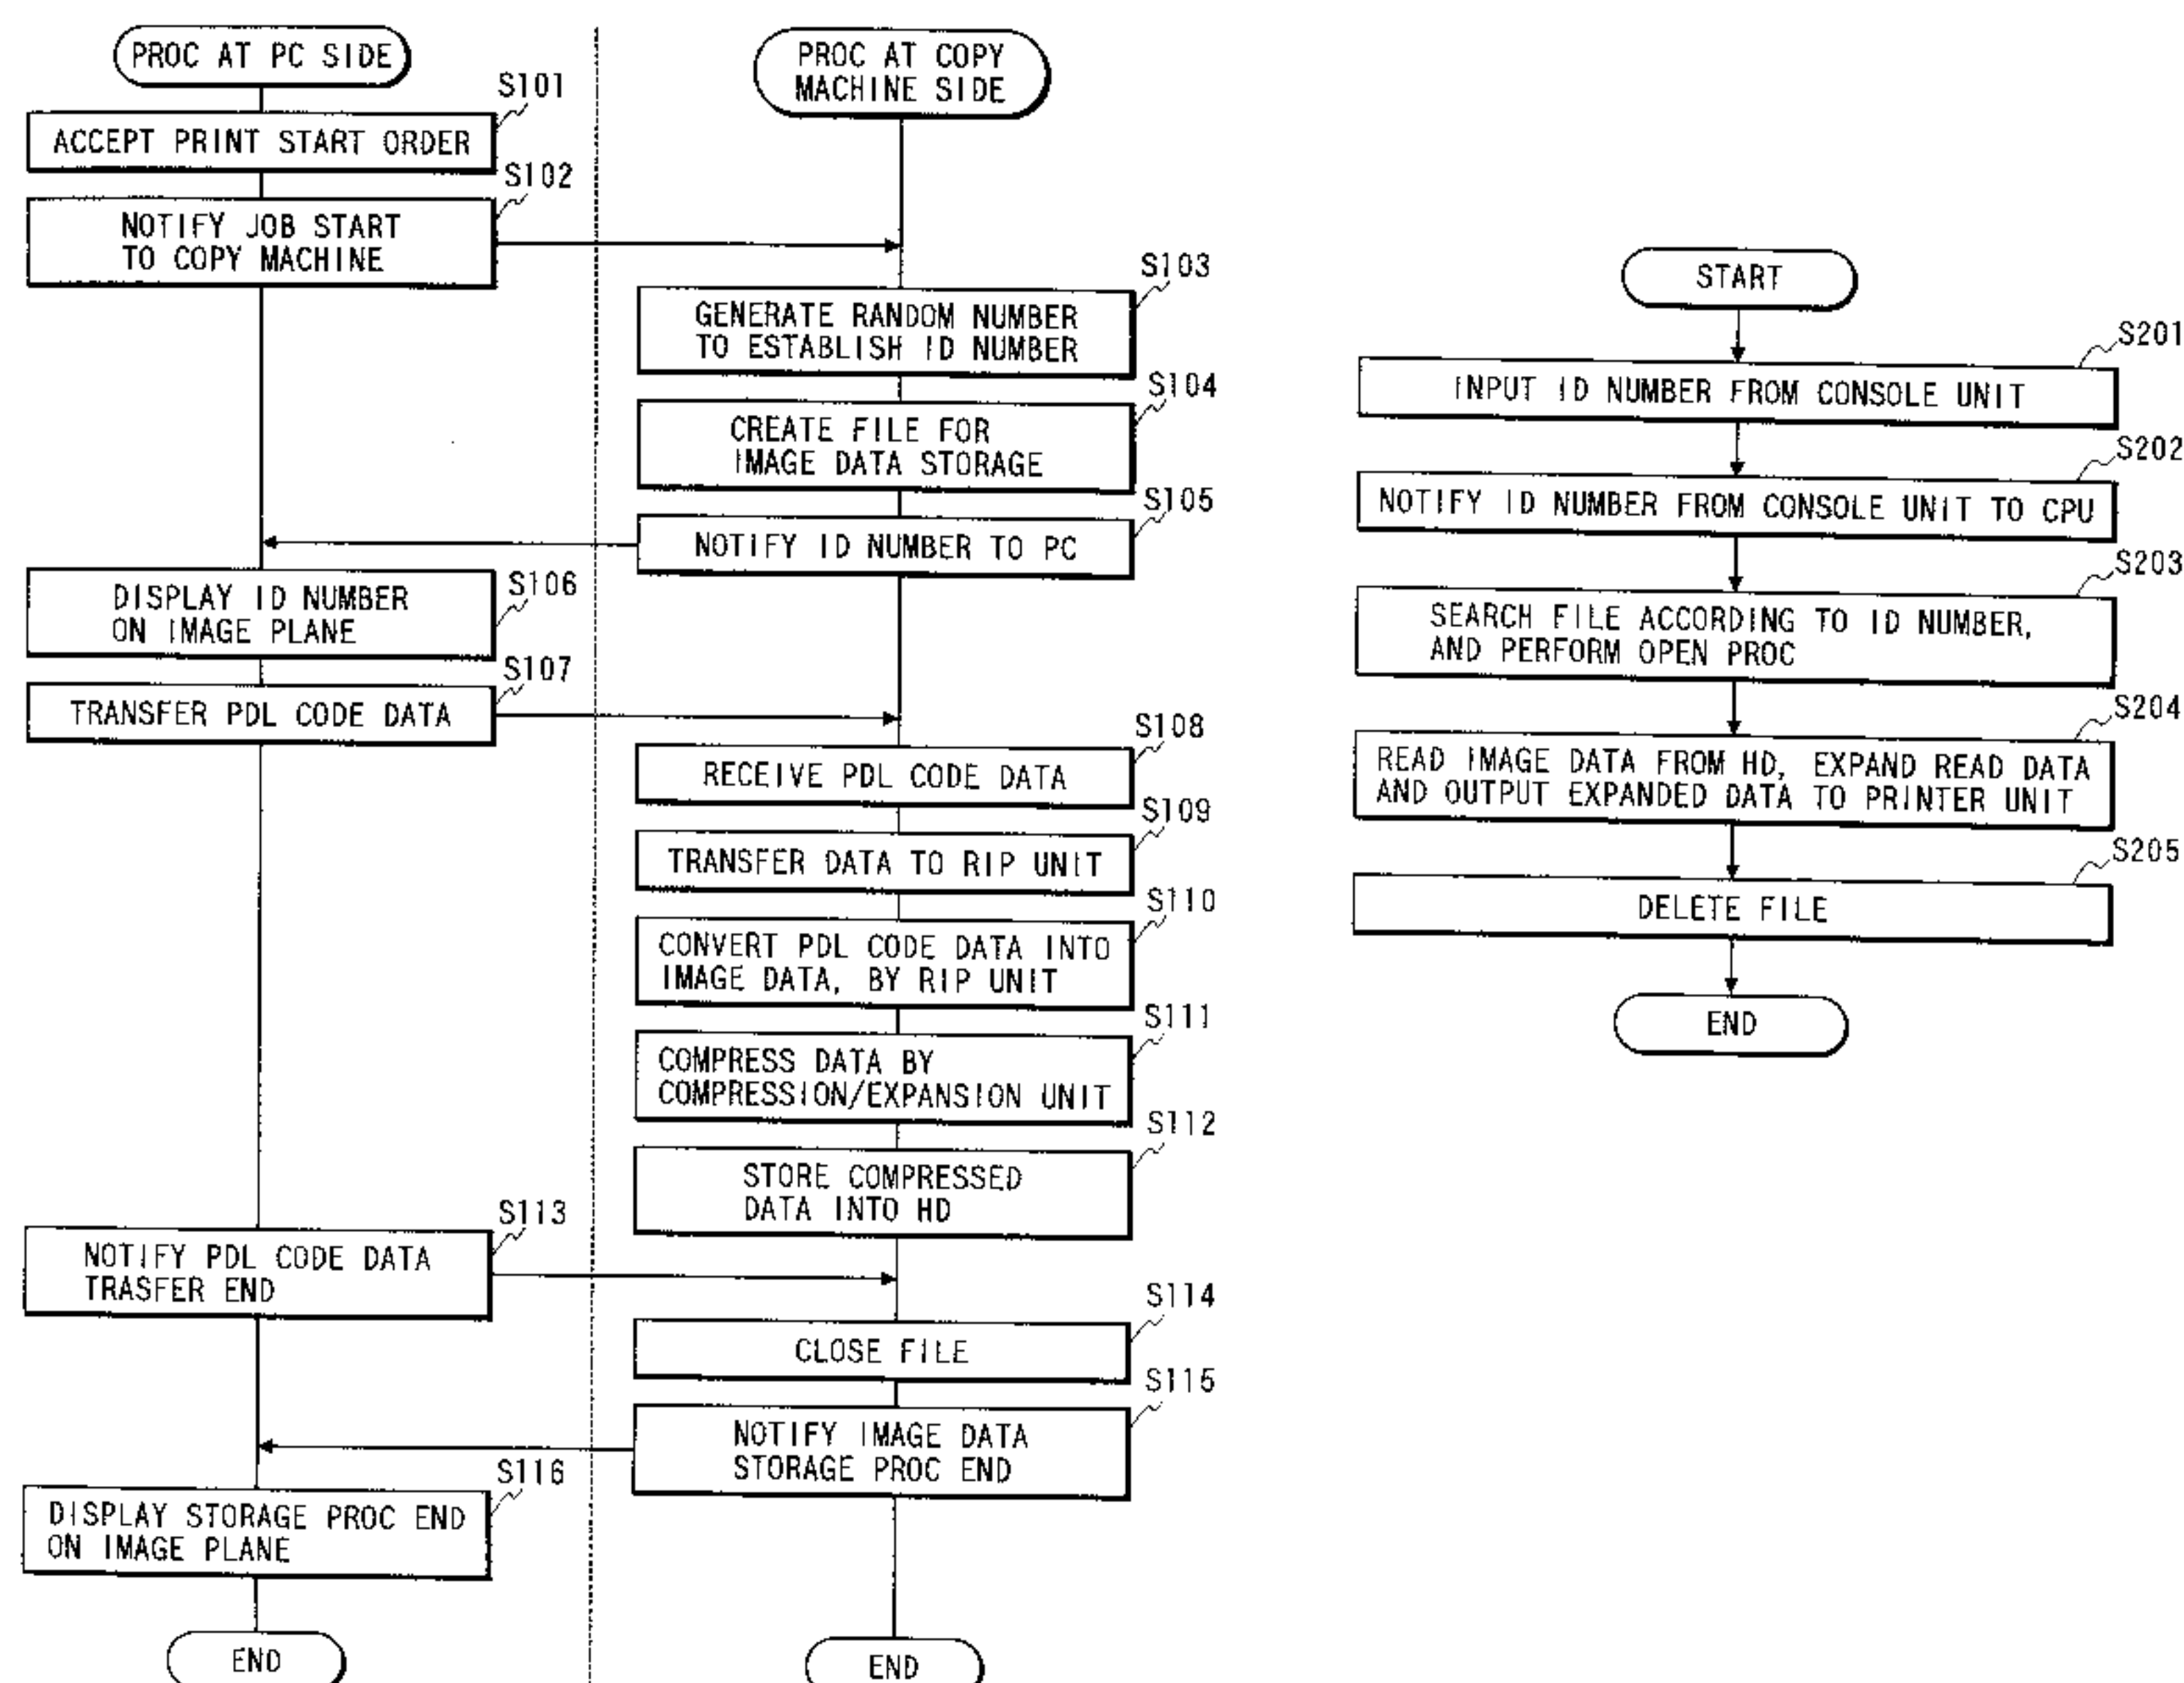 PROC AT PC SIDE
S101
ACCEPT PRINT START ORDER
S102
NOTIFY JOB START
TO COPY MACHINE
PROC AT COPY
MACHINE SIDE
S103
GENERATE RANDOM NUMBER
TO ESTABLISH ID NUMBER
S104
CREATE FILE FOR
IMAGE DATA STORAGE
S105
NOTIFY ID NUMBER TO PC
S106
DISPLAY ID NUMBER
ON IMAGE PLANE
S107
TRANSFER PDL CODE DATA
S108
RECEIVE PDL CODE DATA
S109
TRANSFER DATA TO RIP UNIT
S110
CONVERT PDL CODE DATA INTO
IMAGE DATA, BY RIP UNIT
S111
COMPRESS DATA BY
COMPRESSION/EXPANSION UNIT
S112
STORE COMPRESSED
DATA INTO HD
S113
NOTIFY PDL CODE DATA
TRASFER END
S114
CLOSE FILE
S115
NOTIFY IMAGE DATA
STORAGE PROC END
S116
DISPLAY STORAGE PROC END
ON IMAGE PLANE
END
END
START
S201
INPUT ID NUMBER FROM CONSOLE UNIT
S202
NOTIFY ID NUMBER FROM CONSOLE UNIT TO CPU
S203
SEARCH FILE ACCORDING TO ID NUMBER,
AND PERFORM OPEN PROC
S204
READ IMAGE DATA FROM HD, EXPAND READ DATA
AND OUTPUT EXPANDED DATA TO PRINTER UNIT
S205
DELETE FILE
END